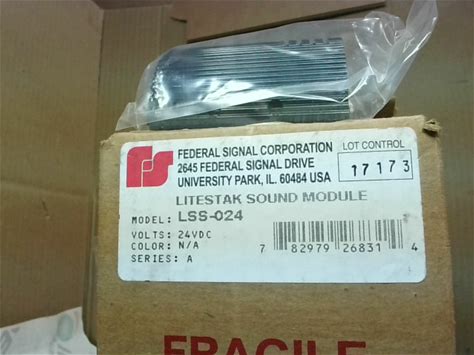 FEDERAL SIGNAL CORPORATION
2645 FEDERAL SIGNAL DRIVE
UNIVERSITY PARK, IL. 60484 USA
LOT CONTROL
17173
LITESTAK SOUND MODULE
MODEL: LSS-024
VOLTS: 24VDC
COLOR: N/A
SERIES: A
7 82979 26831 4
FRAGILE